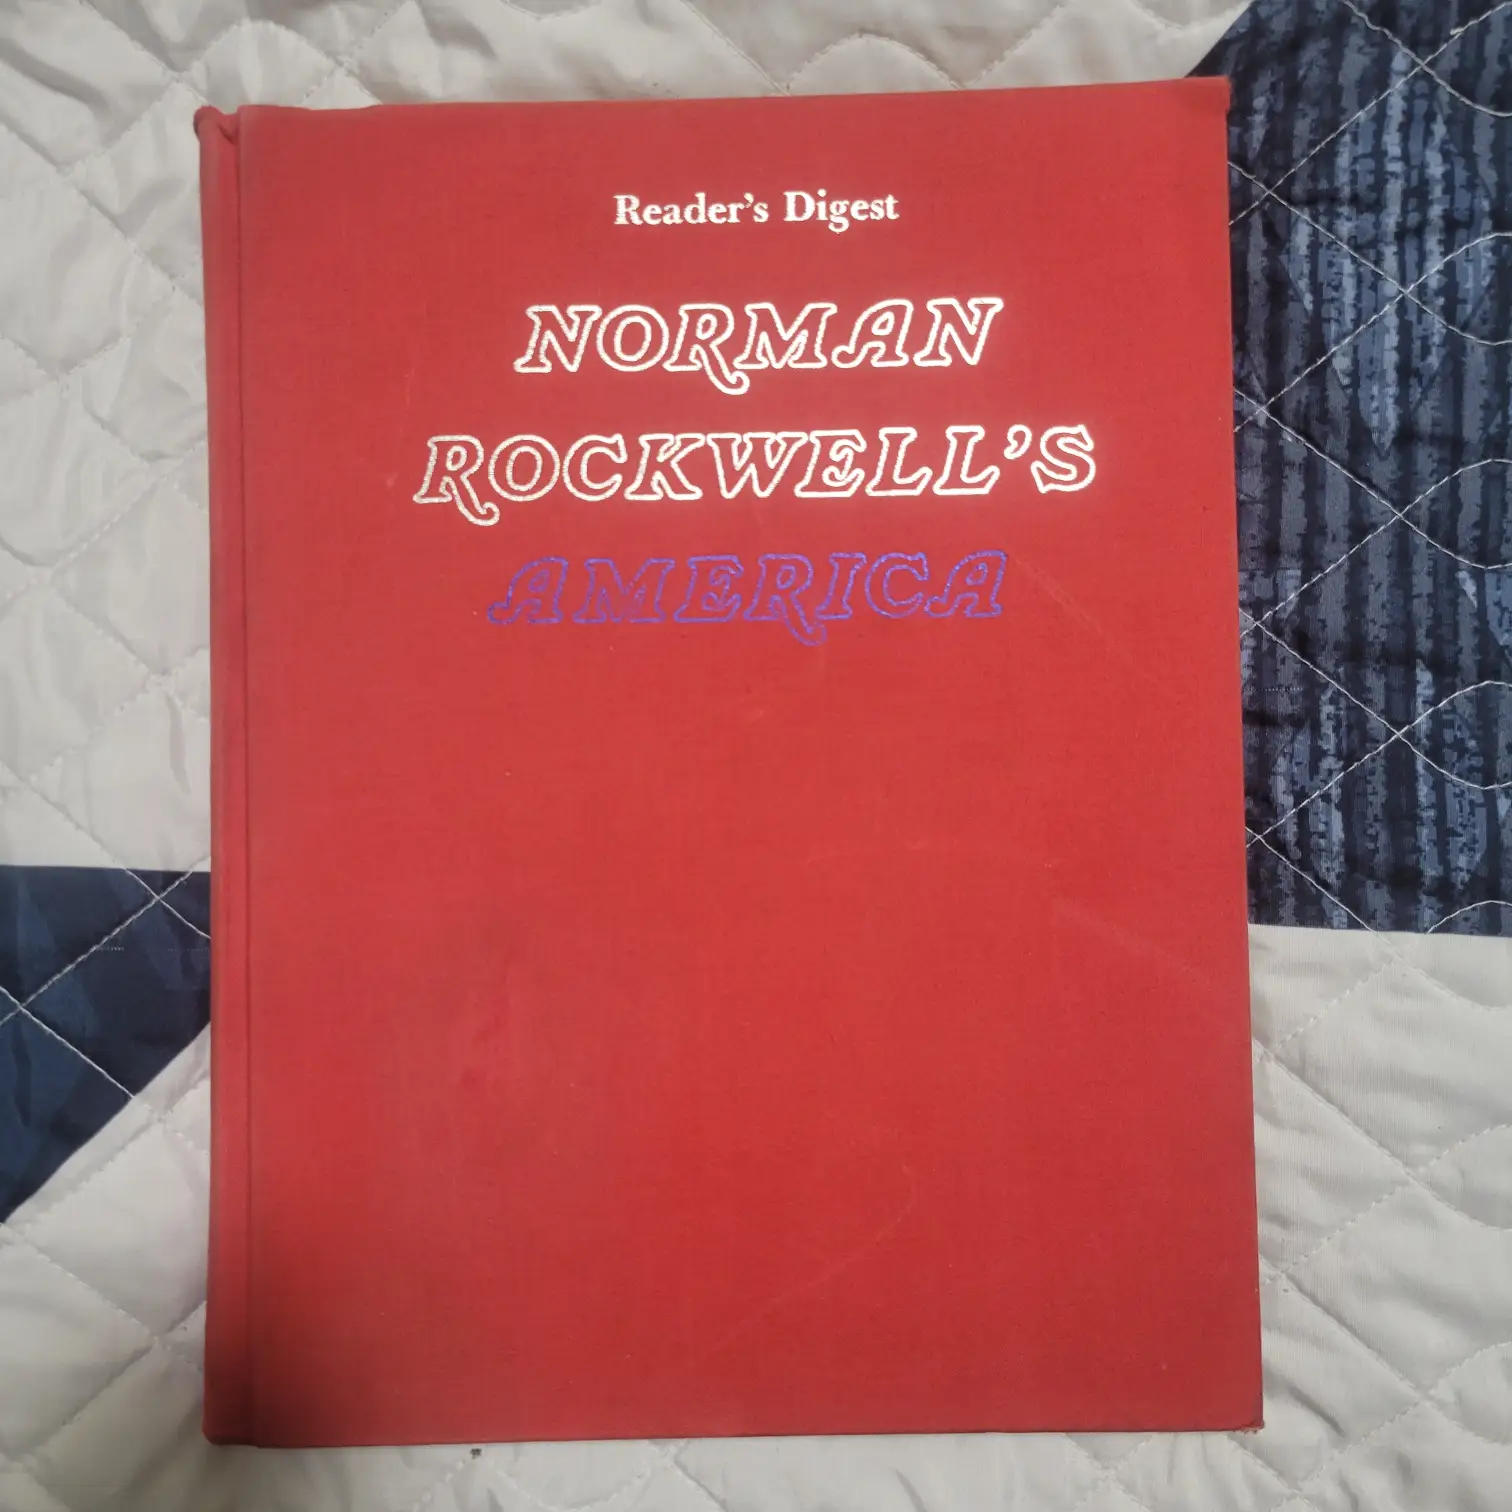 Reader's Digest
NORMAN
ROCKWELL'S
AMERICA